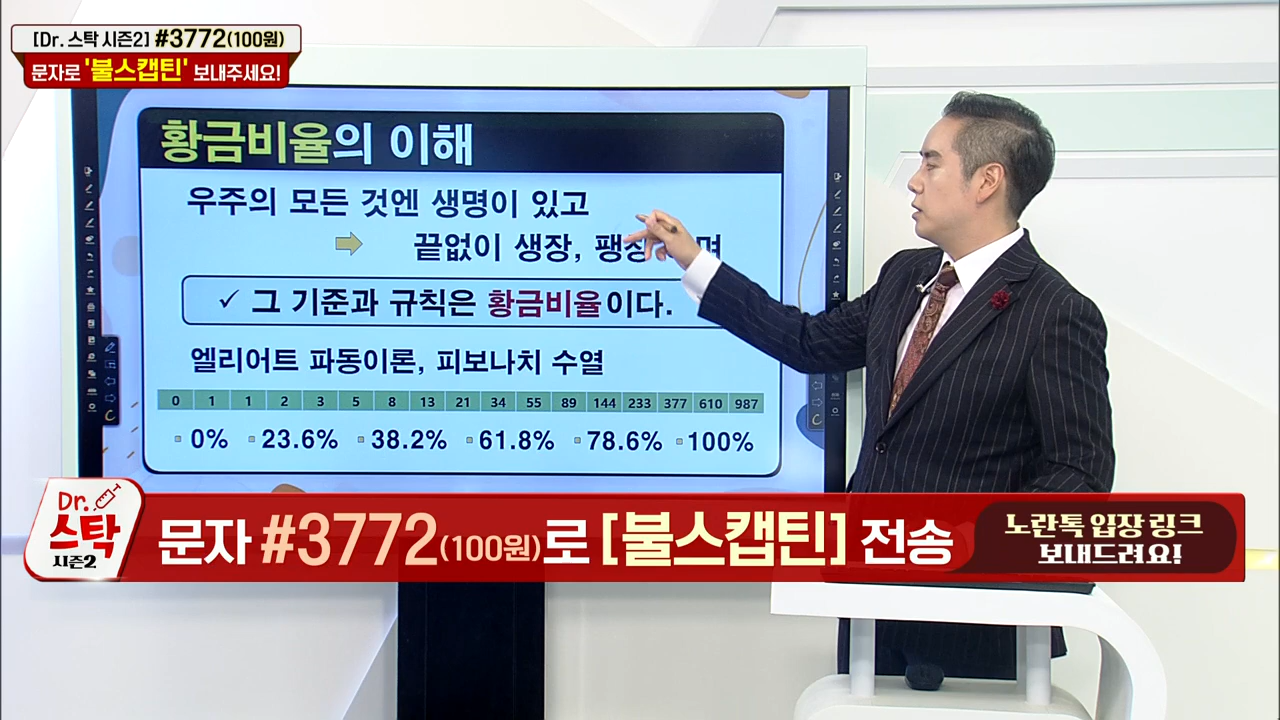 [Dr. 스탁 시즌2] #3772(100원)
문자로 '불스캡틴' 보내주세요!
황금비율의 이해
우주의 모든 것엔 생명이 있고
끝없이 생장, 팽창
✓ 그 기준과 규칙은 황금비율이다.
엘리어트 파동이론, 피보나치 수열
0 1 1 2 3 5 8 13 21 34 55 89 144 233 377 610 987
0% 23.6% 38.2% 61.8% 78.6% 100%
Dr.
스탁
시즌2
문자 #3772(100원)로 [불스캡틴] 전송
노란톡 입장 링크
보내드려요!